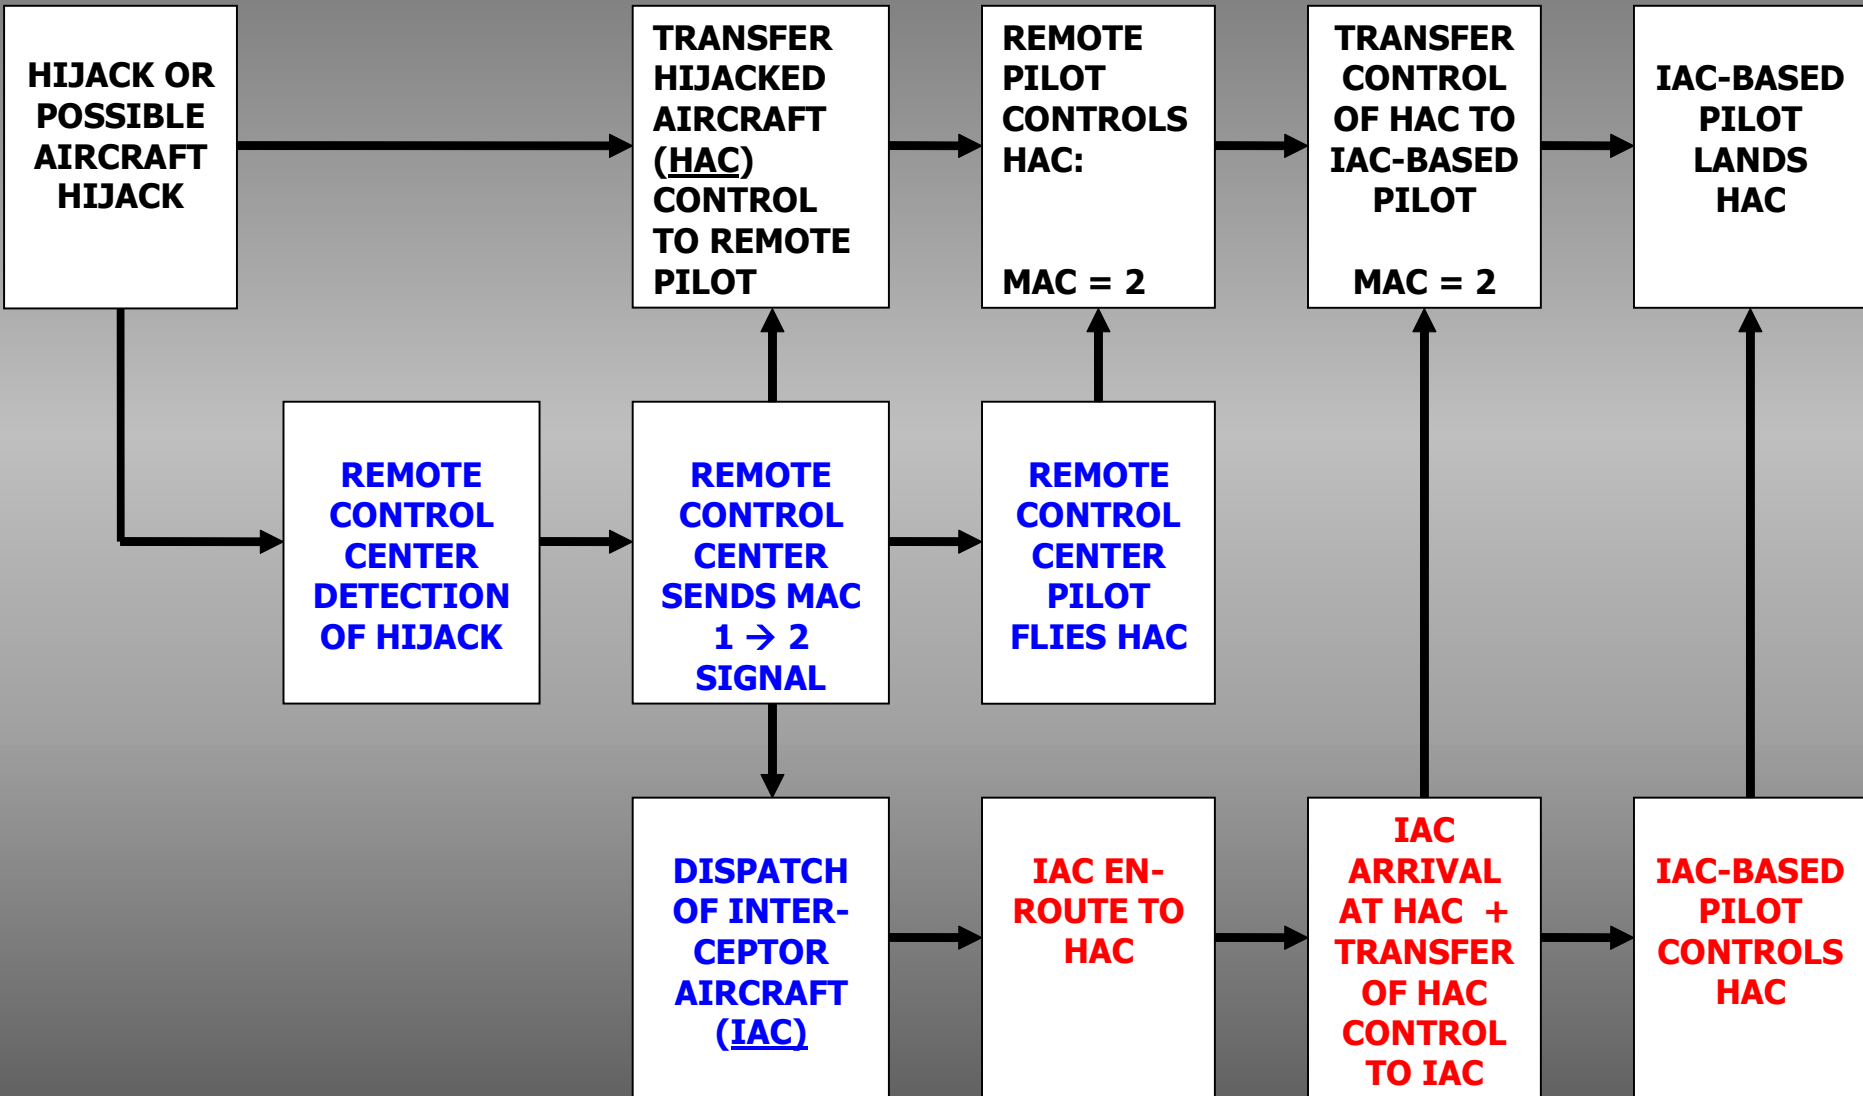 HIJACK OR
POSSIBLE
AIRCRAFT
HIJACK
TRANSFER
HIJACKED
AIRCRAFT
(HAC)
CONTROL
TO REMOTE
PILOT
REMOTE
PILOT
CONTROLS
HAC:
MAC = 2
TRANSFER
CONTROL
OF HAC TO
IAC-BASED
PILOT
MAC = 2
IAC-BASED
PILOT
LANDS
HAC
REMOTE
CONTROL
CENTER
DETECTION
OF HIJACK
REMOTE
CONTROL
CENTER
SENDS MAC
1 → 2
SIGNAL
REMOTE
CONTROL
CENTER
PILOT
FLIES HAC
DISPATCH
OF INTER-
CEPTOR
AIRCRAFT
(IAC)
IAC EN-
ROUTE TO
HAC
IAC
ARRIVAL
AT HAC +
TRANSFER
OF HAC
CONTROL
TO IAC
IAC-BASED
PILOT
CONTROLS
HAC